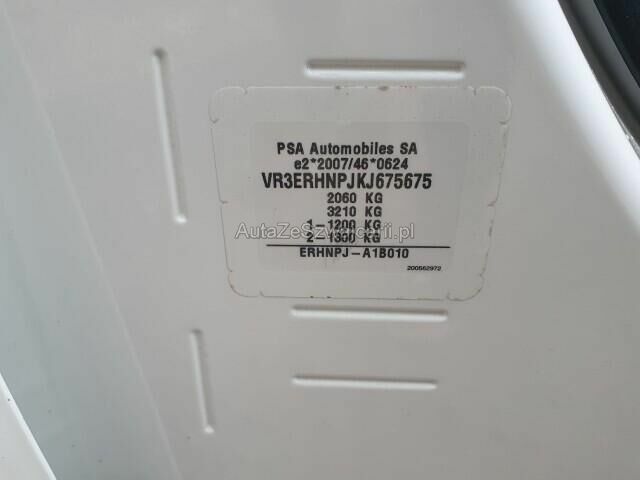 PSA Automobiles SA
e2*2007/46*0624
VR3ERHNPJKJ675675
2060 KG
3210 KG
1-1200 KG
AutaZeSzwajcarii.pl
2-1300 KG
ERHNPJ-A1B010
200562972